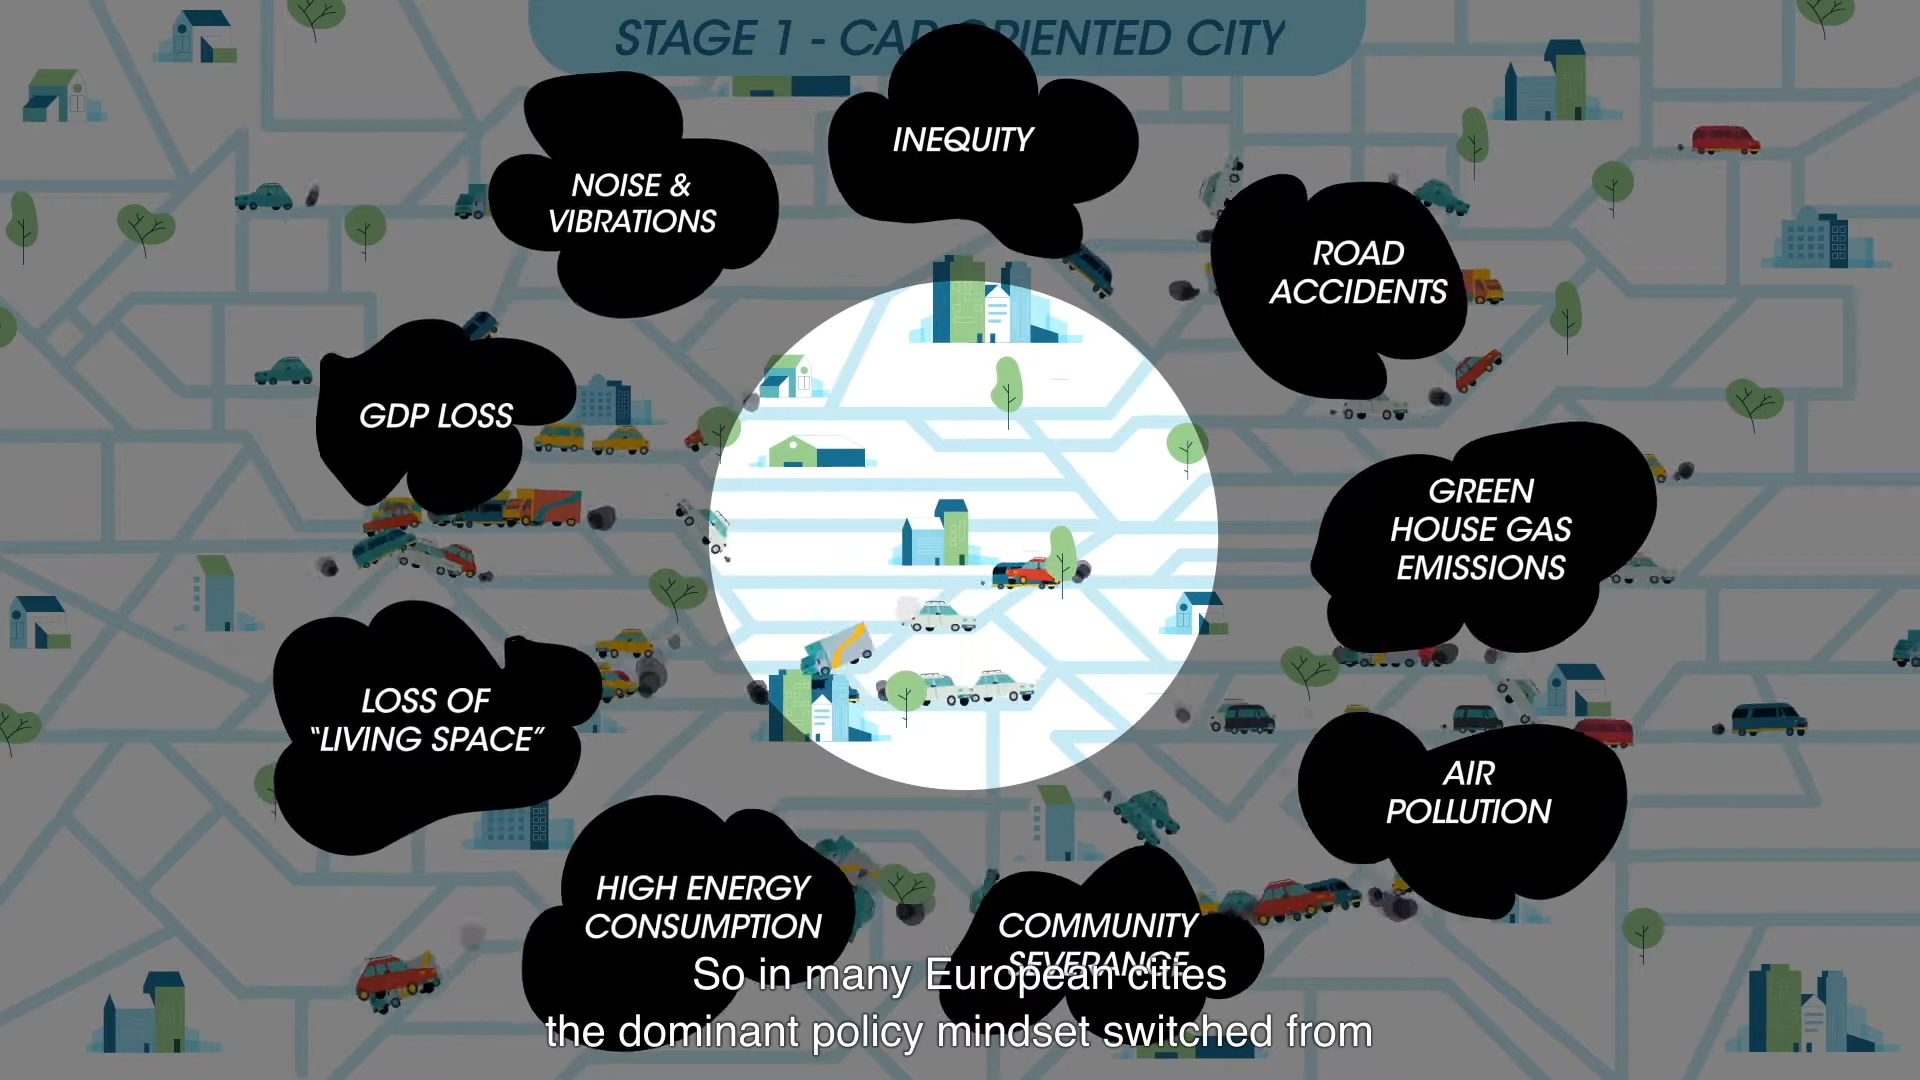 STAGE 1 - CAR ORIENTED CITY
INEQUITY
NOISE &
VIBRATIONS
ROAD
ACCIDENTS
GDP LOSS
GREEN
HOUSE GAS
EMISSIONS
LOSS OF
“LIVING SPACE”
AIR
POLLUTION
HIGH ENERGY
CONSUMPTION
COMMUNITY
SEVERANCE
So in many European cities
the dominant policy mindset switched from